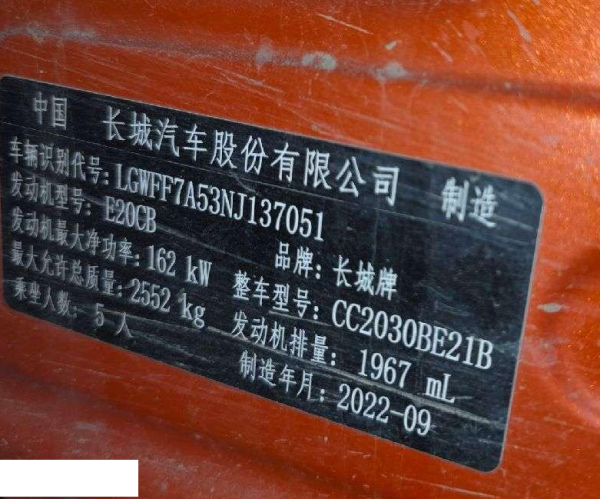 中国 长城汽车股份有限公司 制造
车辆识别代号: LGWFF7A53NJ137051
发动机型号: E20CB 品牌: 长城牌
发动机最大净功率: 162 kW 整车型号: CC2030BE21B
最大允许总质量: 2552 kg 发动机排量: 1967 mL
乘坐人数: 5 人 制造年月: 2022-09